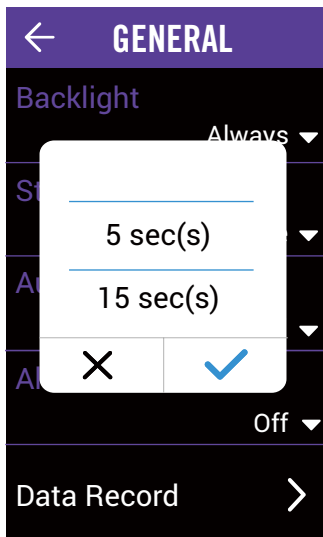 GENERAL
Backlight
Always
5 sec(s)
15 sec(s)
Off
Data Record